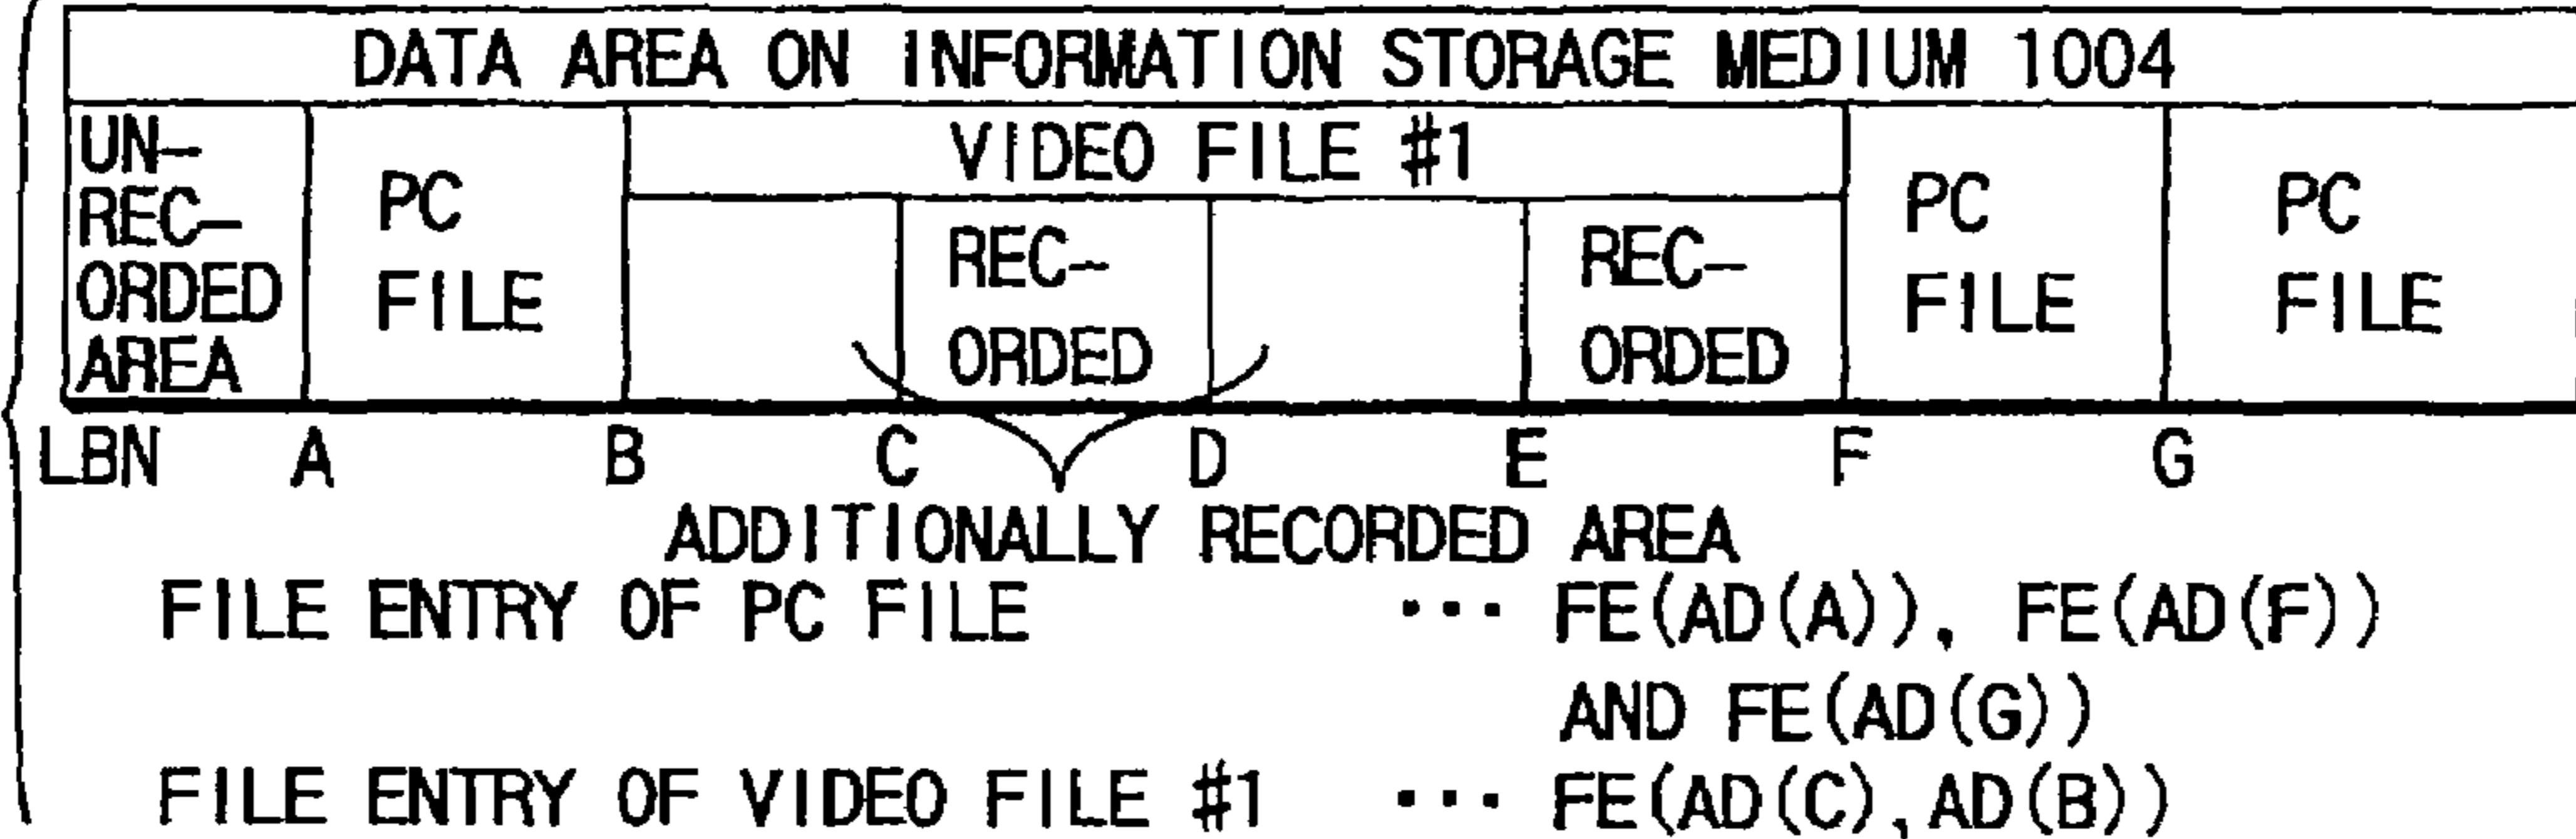 DATA AREA ON INFORMATION STORAGE MEDIUM 1004
UN-
REC-
ORDED
AREA
PC
FILE
VIDEO FILE #1
REC-
ORDED
REC-
ORDED
PC
FILE
PC
FILE
LBN A B C D E F G
ADDITIONALLY RECORDED AREA
FILE ENTRY OF PC FILE ... FE(AD(A)), FE(AD(F))
AND FE(AD(G))
FILE ENTRY OF VIDEO FILE #1 ... FE(AD(C), AD(B))